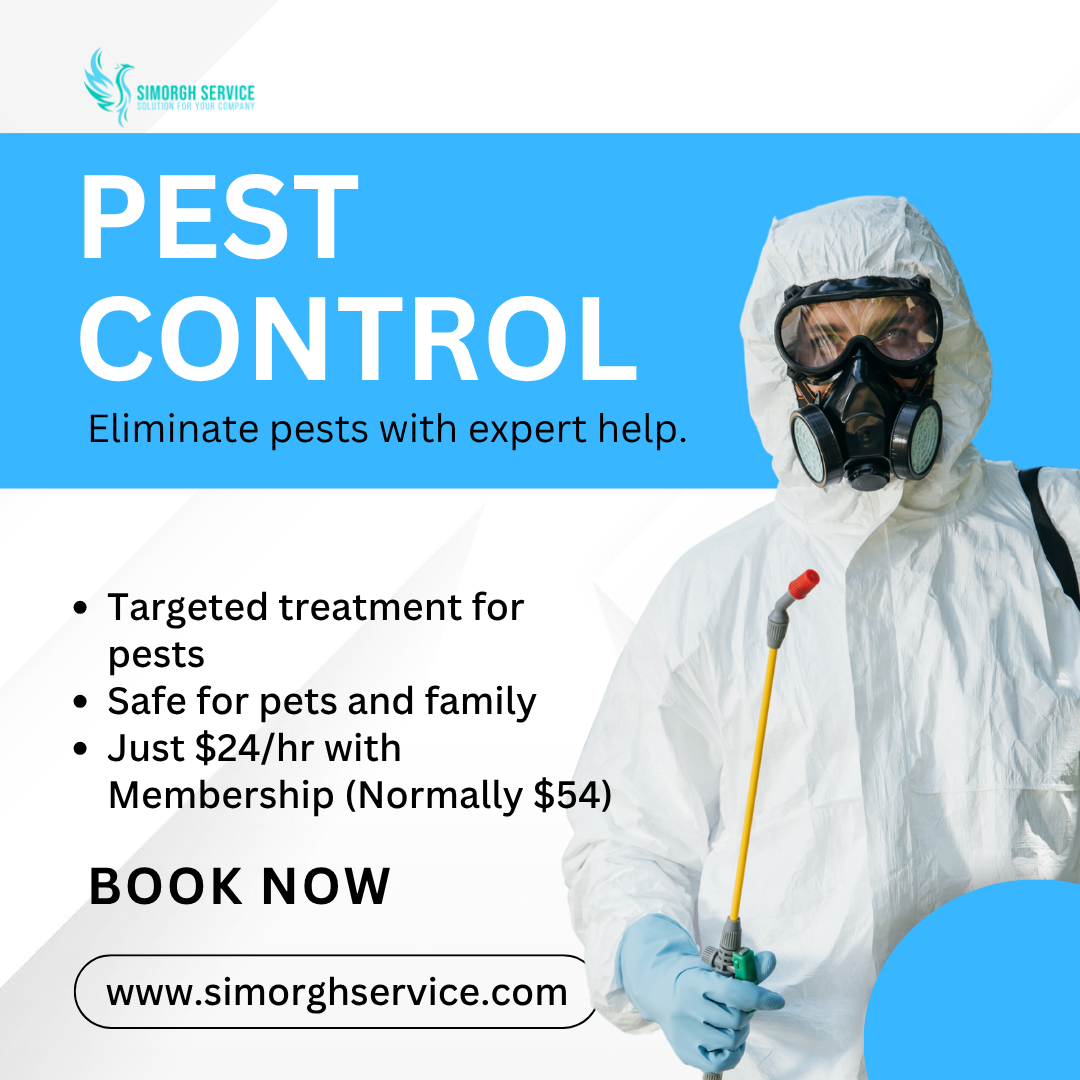 SIMORGH SERVICE
SOLUTION FOR YOUR COMPANY
PEST
CONTROL
Eliminate pests with expert help.
• Targeted treatment for
pests
• Safe for pets and family
• Just $24/hr with
Membership (Normally $54)
BOOK NOW
www.simorghservice.com